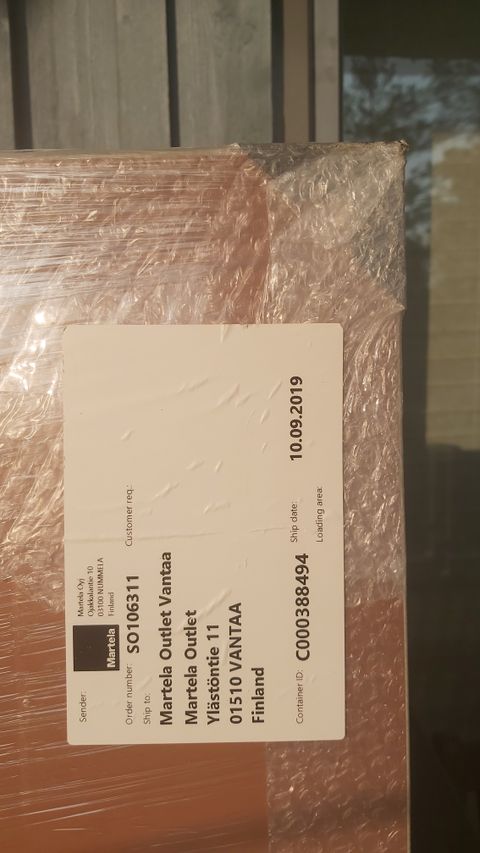 Sender:
Martela
Martela Oyj
Ojakkalantie 10
03100 NUMMELA
Finland
Order number: SO106311 Customer req.:
Ship to:
Martela Outlet Vantaa
Martela Outlet
Ylästöntie 11
01510 VANTAA
Finland
Container ID: C000388494 Ship date: 10.09.2019
Loading area: